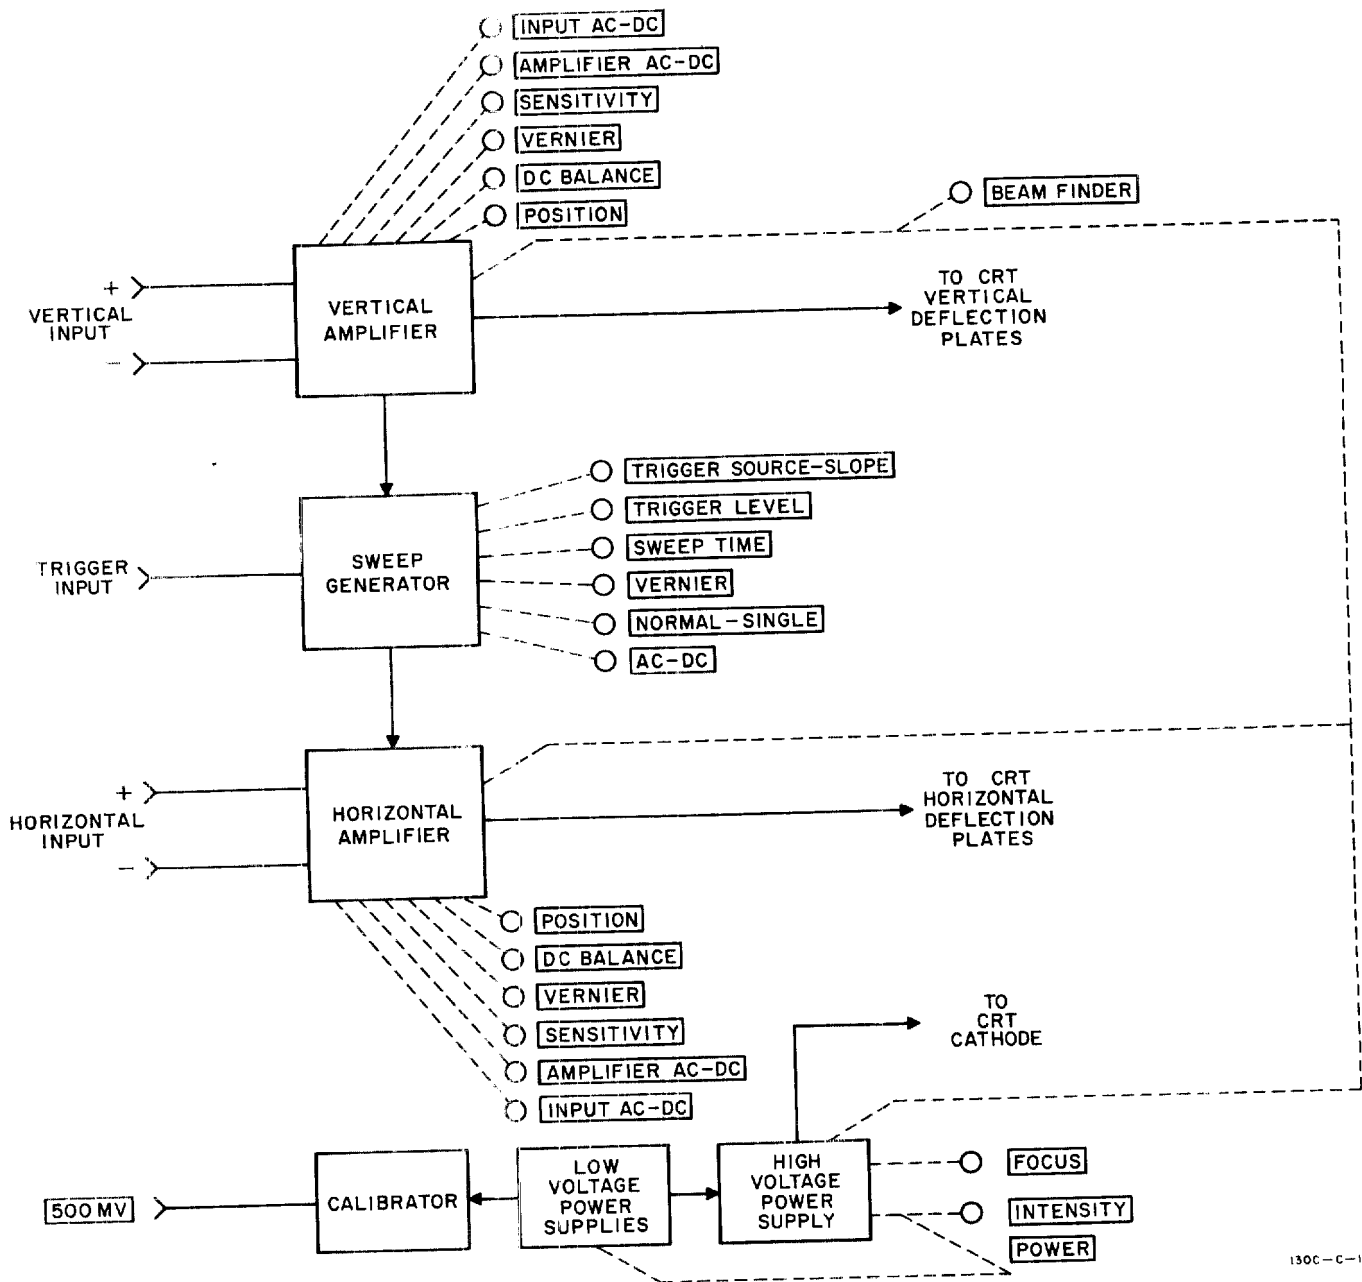 INPUT AC-DC
AMPLIFIER AC-DC
SENSITIVITY
VERNIER
DC BALANCE
POSITION
BEAM FINDER
+
VERTICAL
INPUT
-
VERTICAL
AMPLIFIER
TO CRT
VERTICAL
DEFLECTION
PLATES
TRIGGER SOURCE-SLOPE
TRIGGER LEVEL
SWEEP TIME
VERNIER
NORMAL-SINGLE
AC-DC
TRIGGER
INPUT
SWEEP
GENERATOR
+
HORIZONTAL
INPUT
-
HORIZONTAL
AMPLIFIER
TO CRT
HORIZONTAL
DEFLECTION
PLATES
POSITION
DC BALANCE
VERNIER
SENSITIVITY
AMPLIFIER AC-DC
INPUT AC-DC
TO
CRT
CATHODE
500 MV
CALIBRATOR
LOW
VOLTAGE
POWER
SUPPLIES
HIGH
VOLTAGE
POWER
SUPPLY
FOCUS
INTENSITY
POWER
130C-C-1